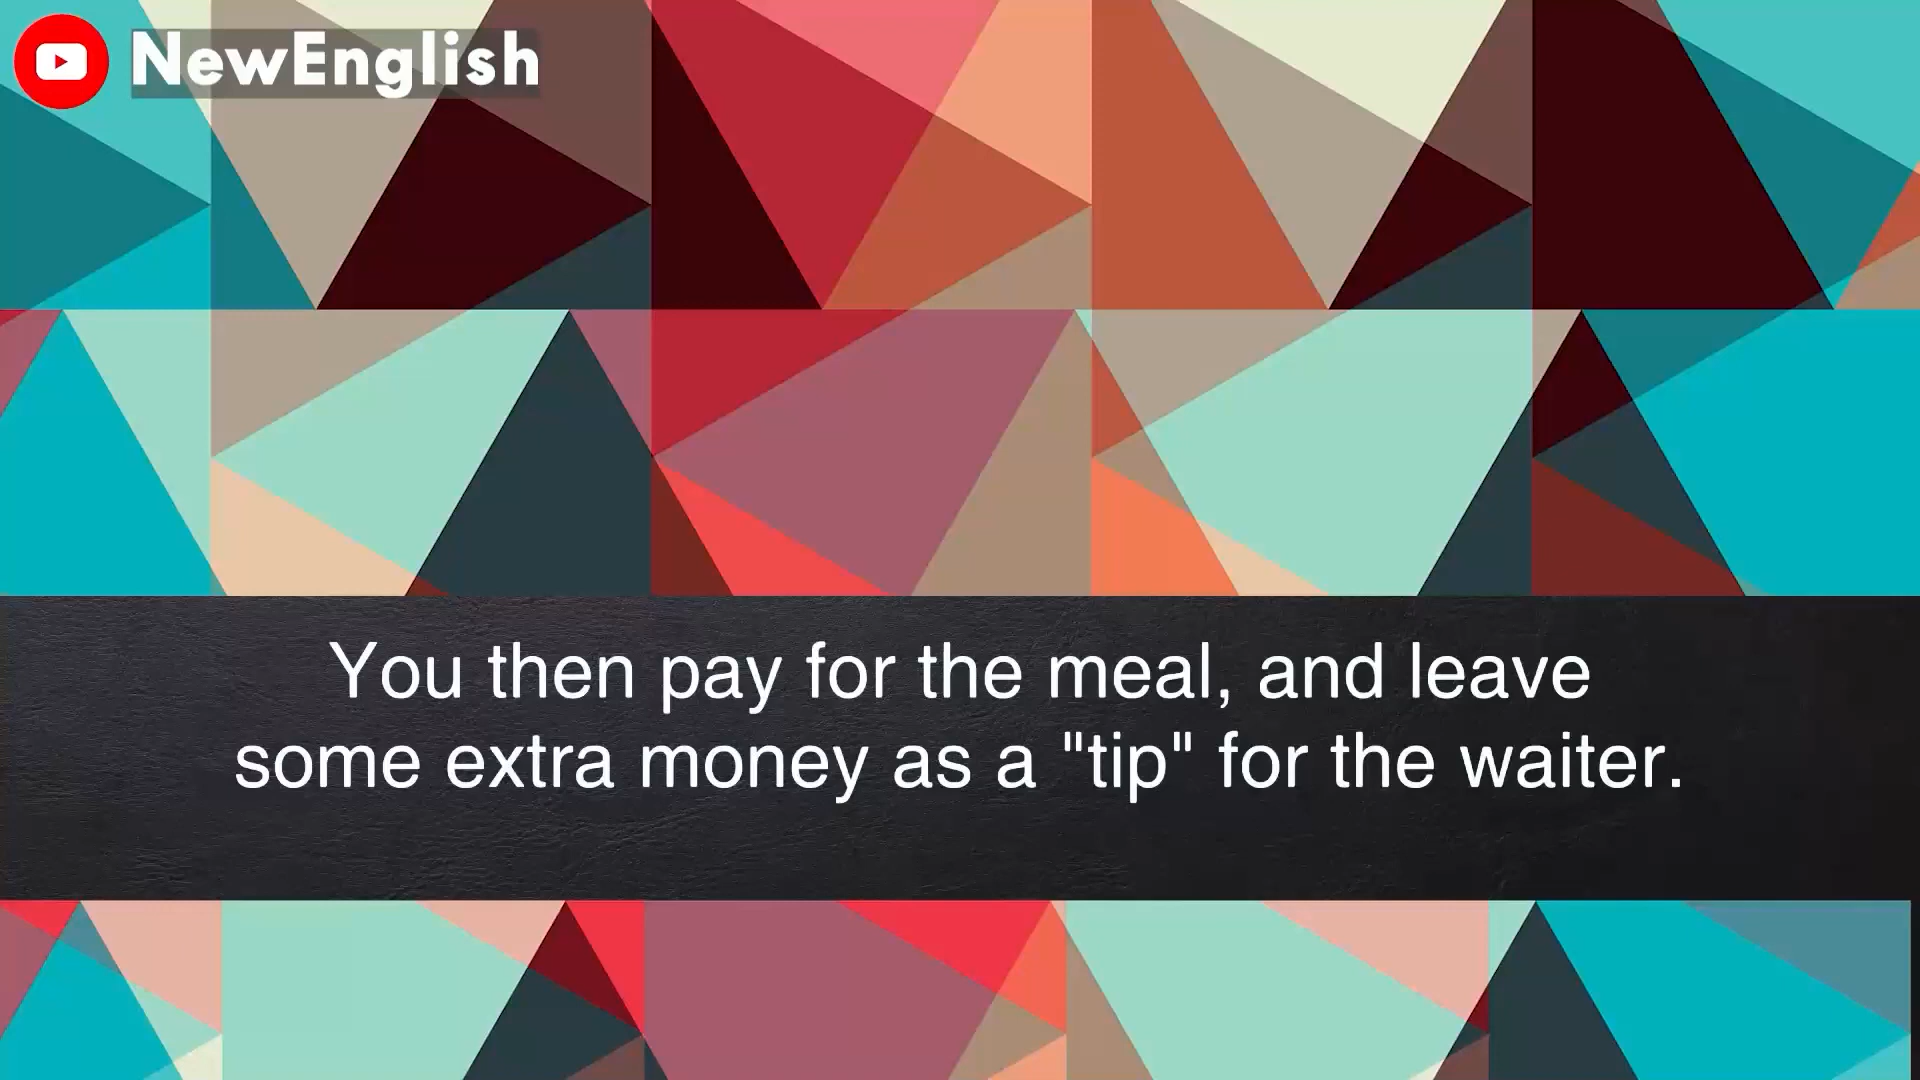 NewEnglish
You then pay for the meal, and leave
some extra money as a "tip" for the waiter.